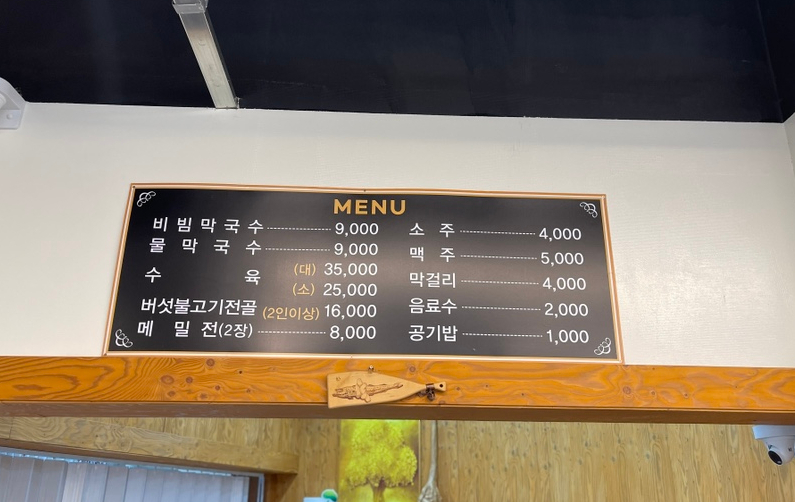 MENU
비빔막국수 9,000
물막국수 9,000
수육 (대) 35,000
(소) 25,000
버섯불고기전골 (2인이상) 16,000
메밀전(2장) 8,000
소주 4,000
맥주 5,000
막걸리 4,000
음료수 2,000
공기밥 1,000